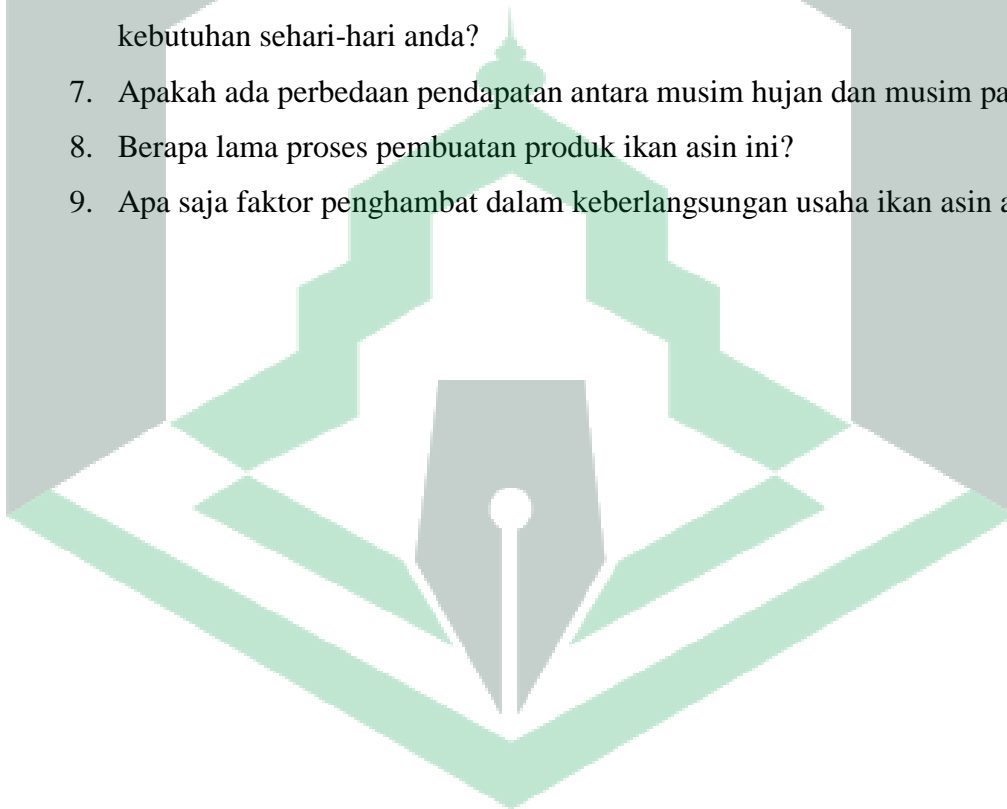 kebutuhan sehari-hari anda?
7. Apakah ada perbedaan pendapatan antara musim hujan dan musim
8. Berapa lama proses pembuatan produk ikan asin ini?
9. Apa saja faktor penghambat dalam keberlangsungan usaha ikan asin